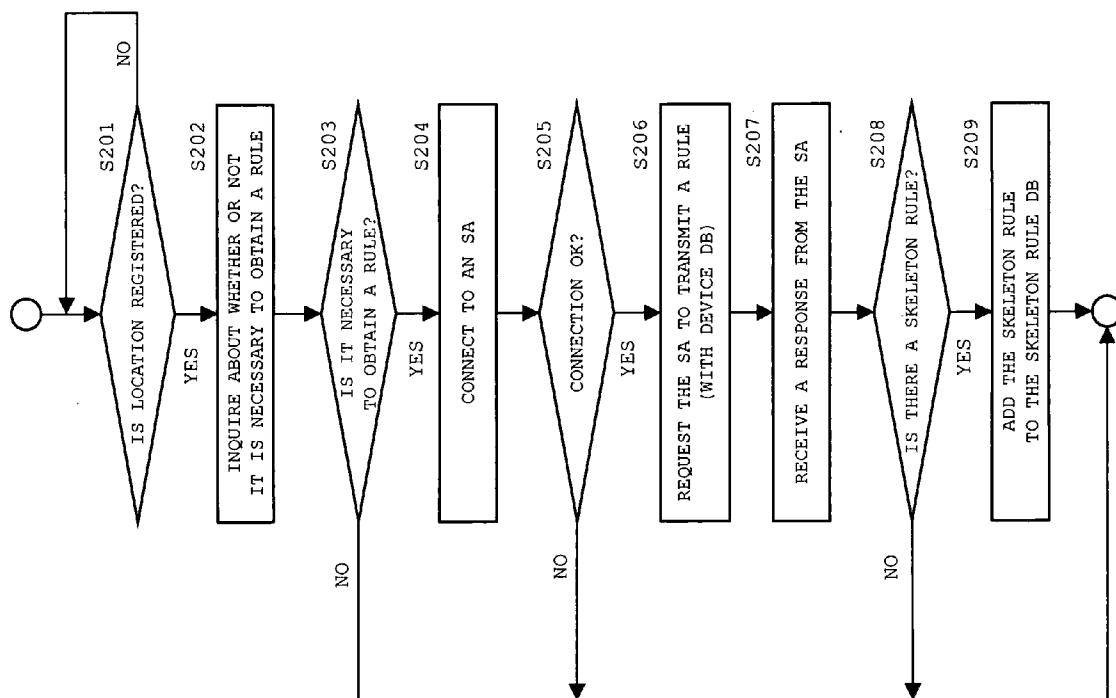 NO
S201
IS LOCATION REGISTERED?
YES
S202
INQUIRE ABOUT WHETHER OR NOT
IT IS NECESSARY TO OBTAIN A RULE
S203
IS IT NECESSARY
TO OBTAIN A RULE?
NO
YES
S204
CONNECT TO AN SA
S205
CONNECTION OK?
NO
YES
S206
REQUEST THE SA TO TRANSMIT A RULE
(WITH DEVICE DB)
S207
RECEIVE A RESPONSE FROM THE SA
S208
IS THERE A SKELETON RULE?
NO
YES
S209
ADD THE SKELETON RULE
TO THE SKELETON RULE DB